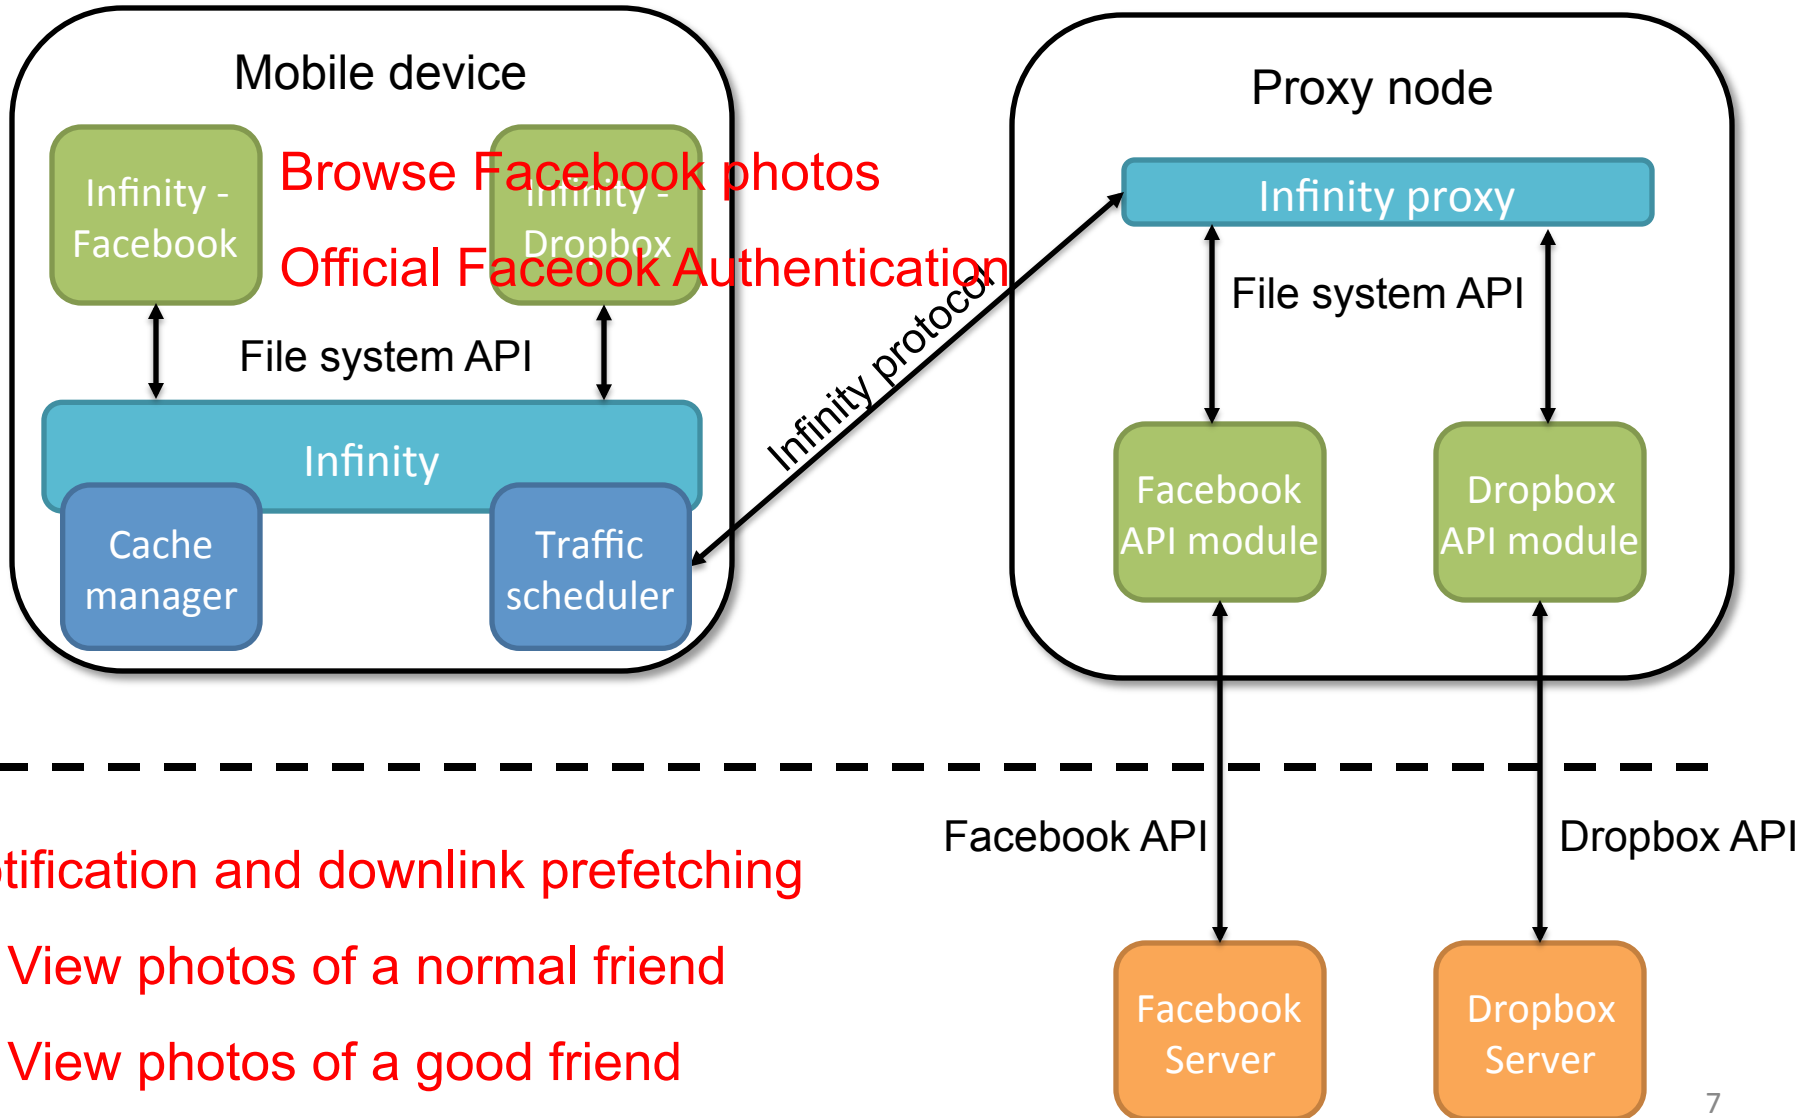 Mobile device
Proxy node
Browse Facebook photos
Infinity -
Facebook
Infinity -
Dropbox
Official Faceook Authentication
Infinity proxy
File system API
File system API
Infinity protocol
Infinity
Cache
manager
Traffic
scheduler
Facebook
API module
Dropbox
API module
Facebook API
Dropbox API
otification and downlink prefetching
View photos of a normal friend
View photos of a good friend
Facebook
Server
Dropbox
Server
7